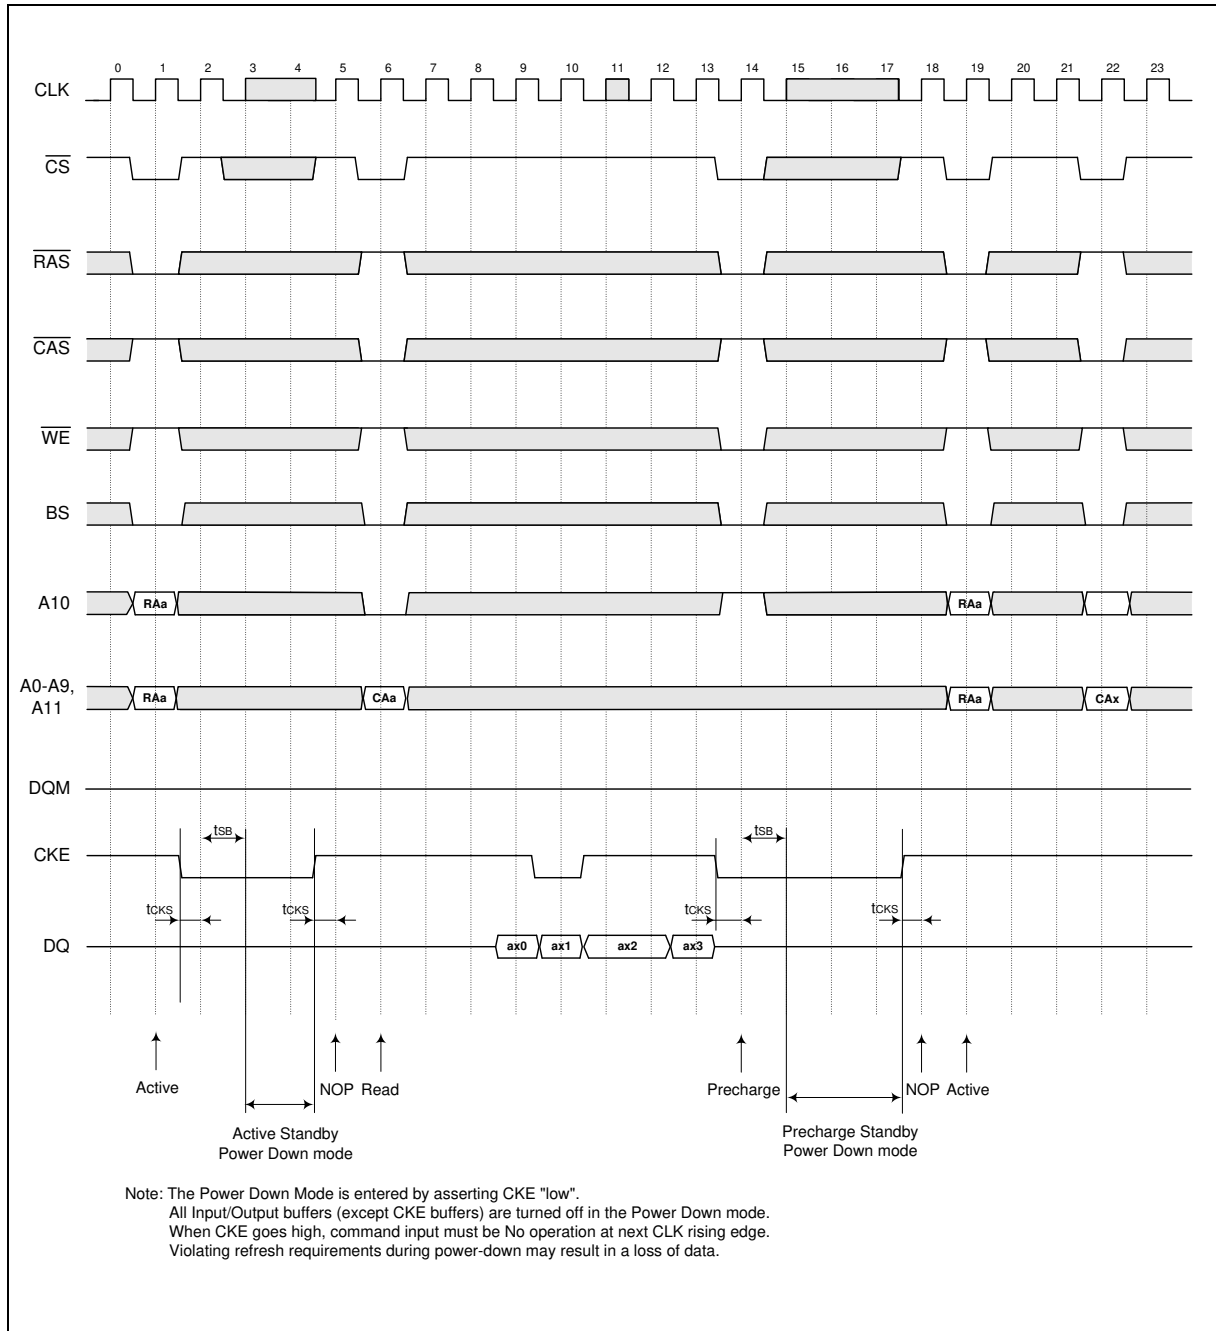 0 1 2 3 4 5 6 7 8 9 10 11 12 13 14 15 16 17 18 19 20 21 22 23
CLK
CS
RAS
CAS
WE
BS
A10 RAa RAa
A0-A9,
A11 RAa CAa RAa CAx
DQM
tSB tSB
CKE
tCKS tCKS tCKS tCKS
DQ ax0 ax1 ax2 ax3
Active NOP Read Precharge NOP Active
Active Standby
Power Down mode
Precharge Standby
Power Down mode
Note: The Power Down Mode is entered by asserting CKE "low".
All Input/Output buffers (except CKE buffers) are turned off in the Power Down mode.
When CKE goes high, command input must be No operation at next CLK rising edge.
Violating refresh requirements during power-down may result in a loss of data.